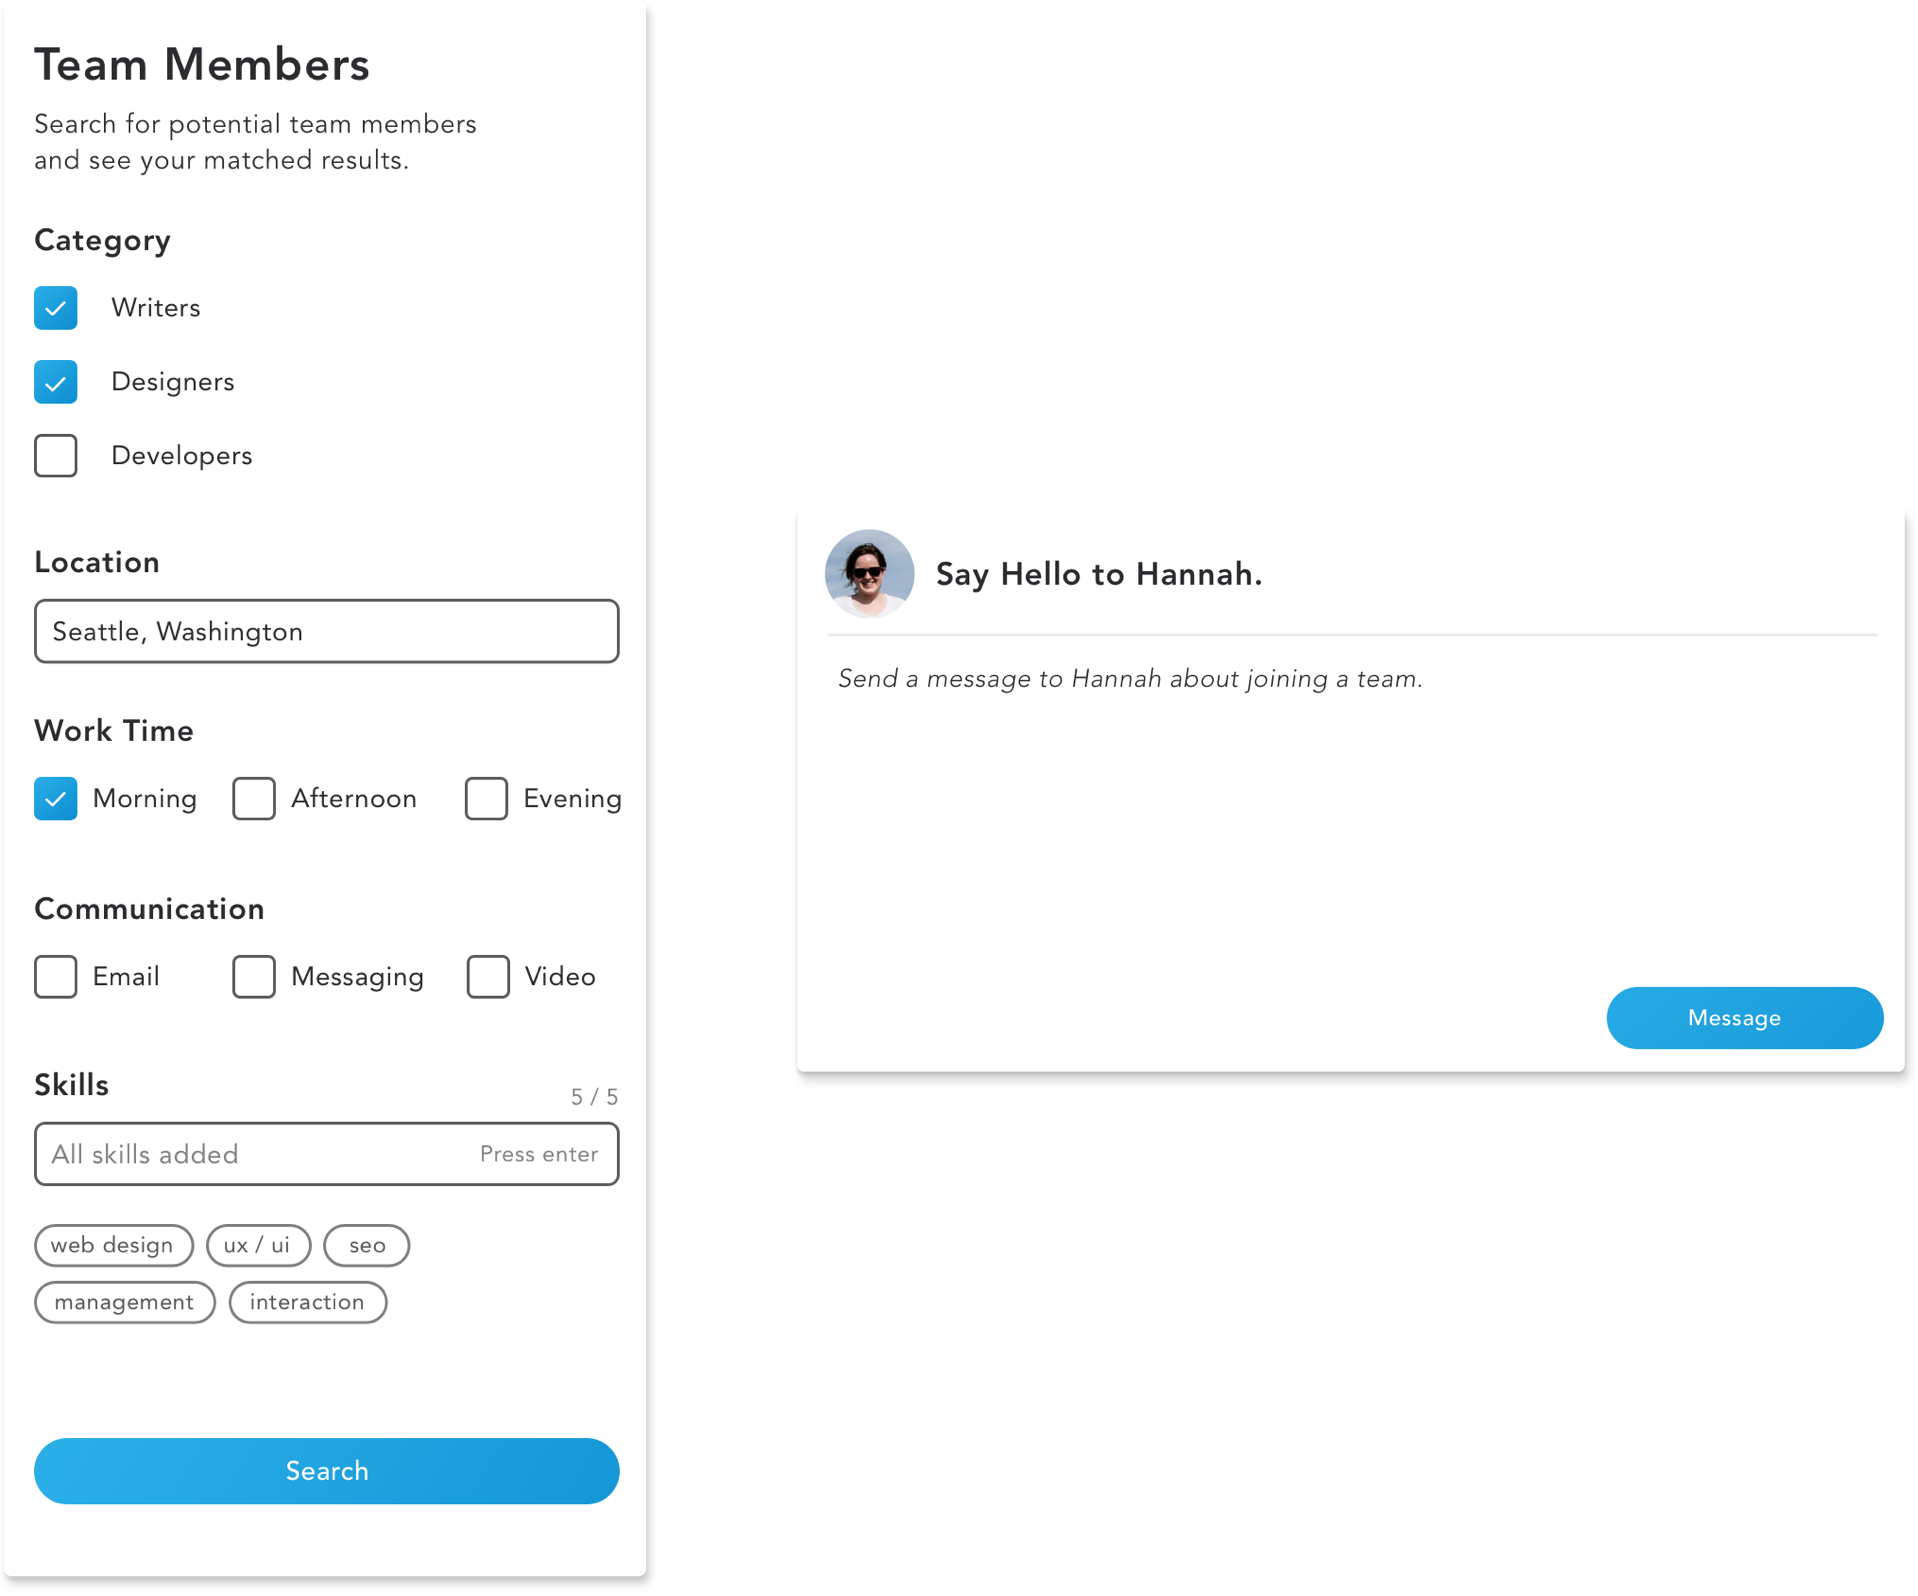 Team Members
Search for potential team members
and see your matched results.
Category
Writers
Designers
Developers
Location
Seattle, Washington
Work Time
Morning Afternoon Evening
Communication
Email Messaging Video
Skills
5 / 5
All skills added Press enter
web design ux / ui seo
management interaction
Search
Say Hello to Hannah.
Send a message to Hannah about joining a team.
Message